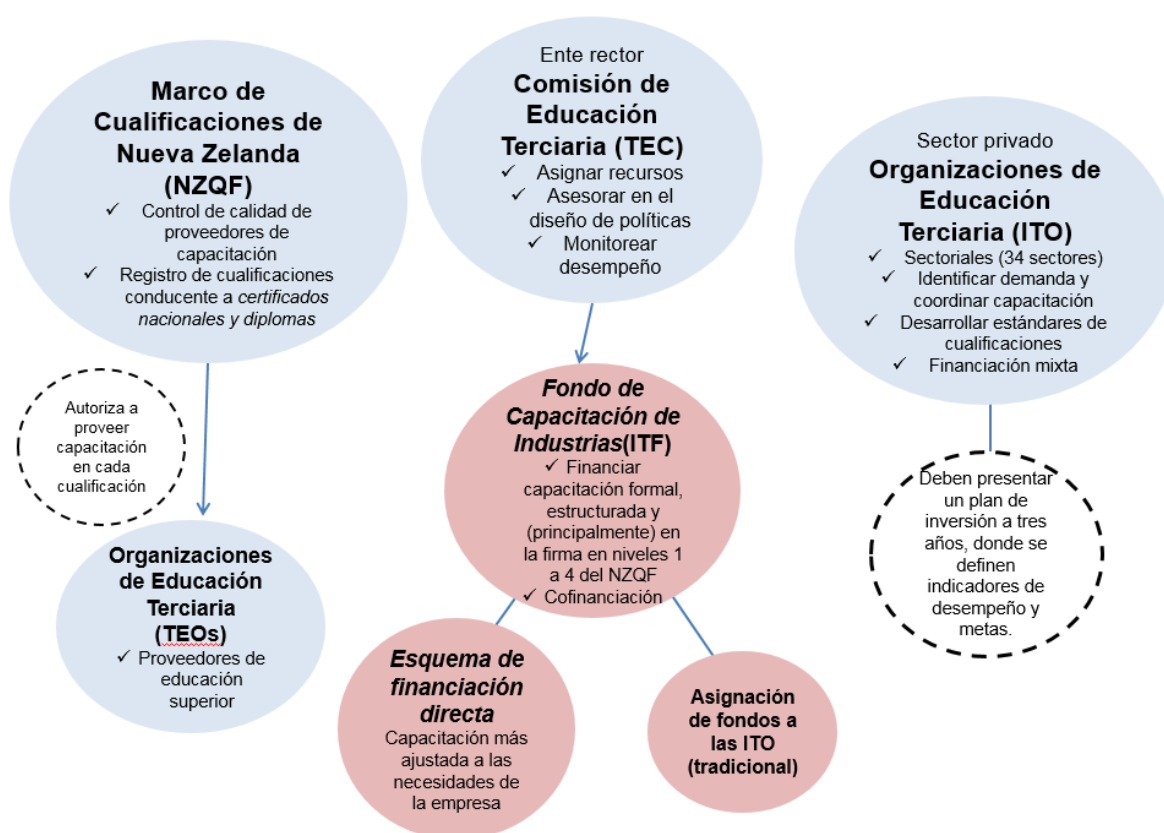 Marco de
Cualificaciones de
Nueva Zelanda
(NZQF)
✓ Control de calidad de
proveedores de
capacitación
✓ Registro de cualificaciones
conducente a certificados
nacionales y diplomas
Autoriza a
proveer
capacitación
en cada
cualificación
Organizaciones
de Educación
Terciaria
(TEOs)
✓ Proveedores de
educación
superior
Ente rector
Comisión de
Educación
Terciaria (TEC)
✓ Asignar recursos
✓ Asesorar en el
diseño de políticas
✓ Monitorear
desempeño
Fondo de
Capacitación de
Industrias(ITF)
✓ Financiar
capacitación formal,
estructurada y
(principalmente) en
la firma en niveles 1
a 4 del NZQF
✓ Cofinanciación
Esquema de
financiación
directa
Capacitación más
ajustada a las
necesidades de
la empresa
Asignación
de fondos a
las ITO
(tradicional)
Sector privado
Organizaciones de
Educación
Terciaria (ITO)
✓ Sectoriales (34 sectores)
✓ Identificar demanda y
coordinar capacitación
✓ Desarrollar estándares de
cualificaciones
✓ Financiación mixta
Deben presentar
un plan de
inversión a tres
años, donde se
definen
indicadores de
desempeño y
metas.